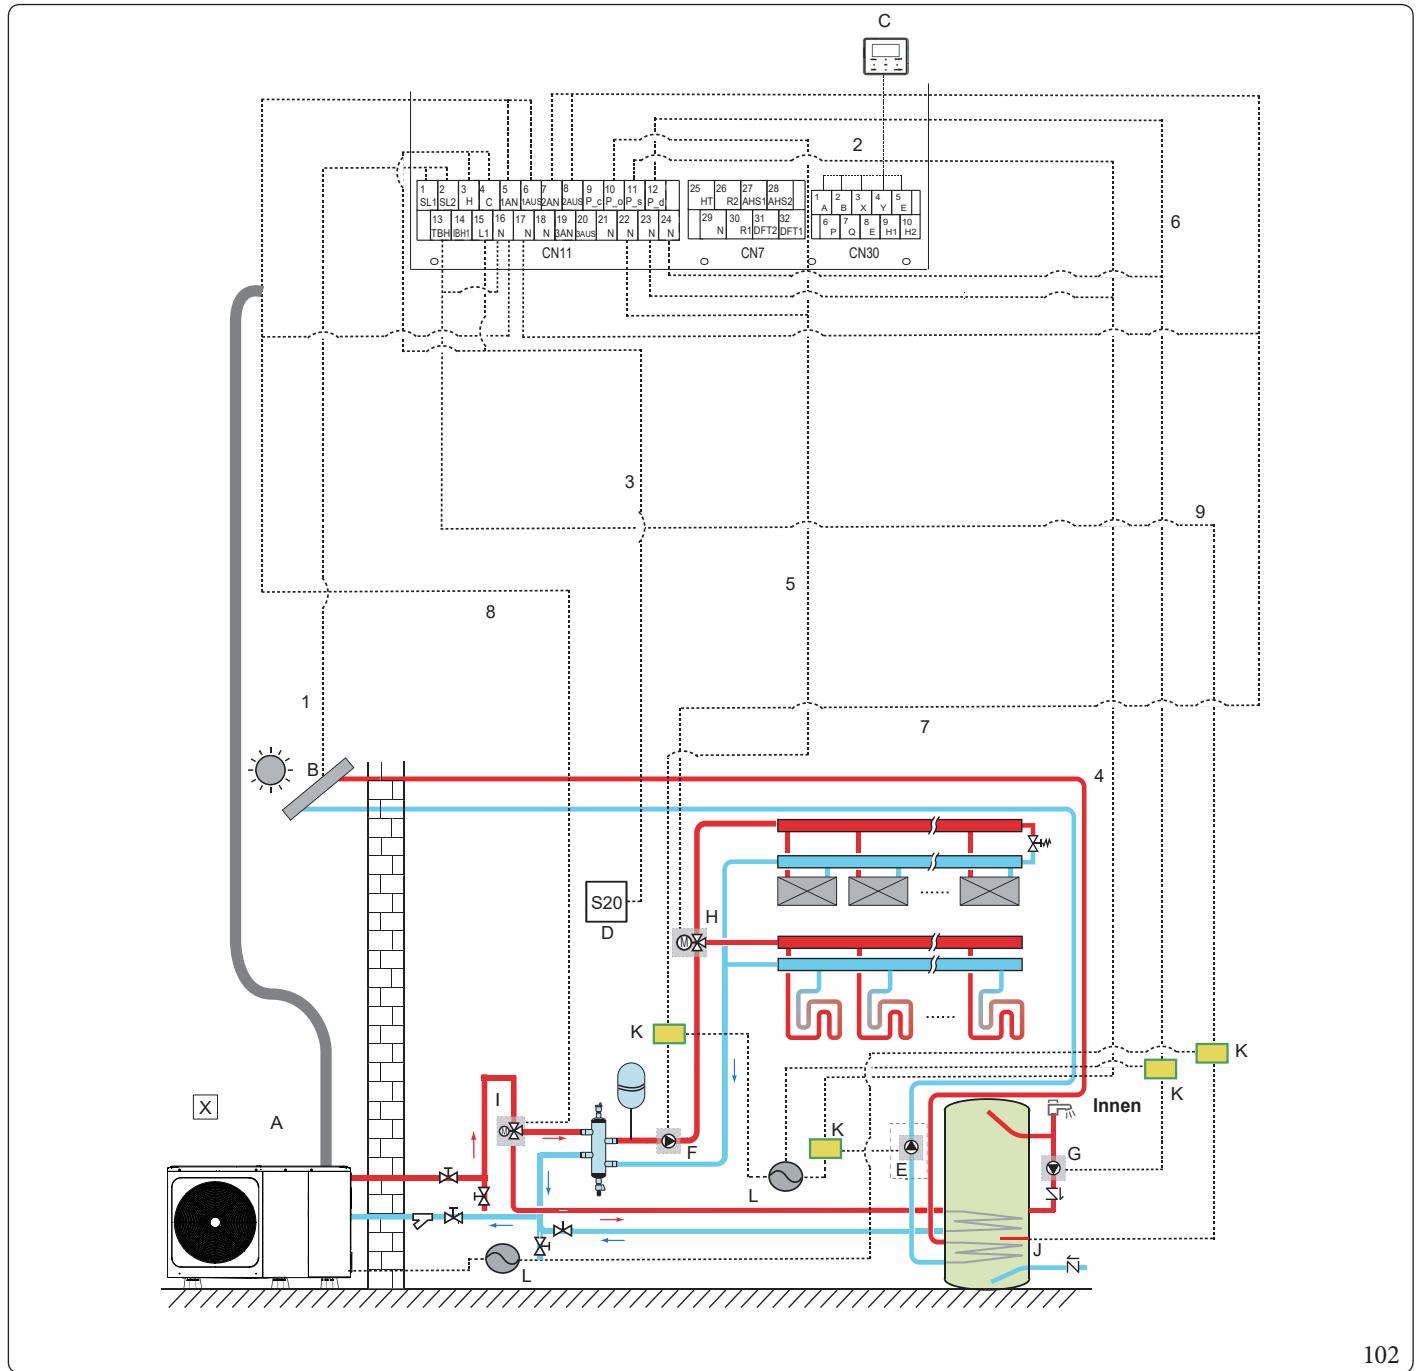 C
2
1 2 3 4 5 6 7 8 9 10 11 12
SL1 SL2 H C 1AN 1AUS 2AN 2AUS P_c P_o P_s P_d
13 14 15 16 17 18 19 20 21 22 23 24
TBH IBH1 L1 N N N 3AN 3AUS N N N N
CN11
25 26 27 28
HT R2 AHS1 AHS2
29 30 31 32
N R1 DFT2 DFT1
CN7
1 2 3 4 5
A B X Y E
6 7 8 9 10
P Q E H1 H2
CN30
6
3
9
5
8
1
7
B
4
S20
D
H
M
K
K
K
X
A
I
M
Innen
K
F
E
G
L
J
L
102